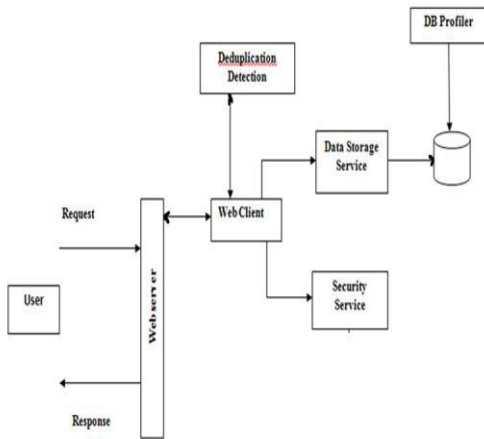 DB Profiler
Deduplication
Detection
Data Storage
Service
Web Client
Request
Webserver
User
Security
Service
Response